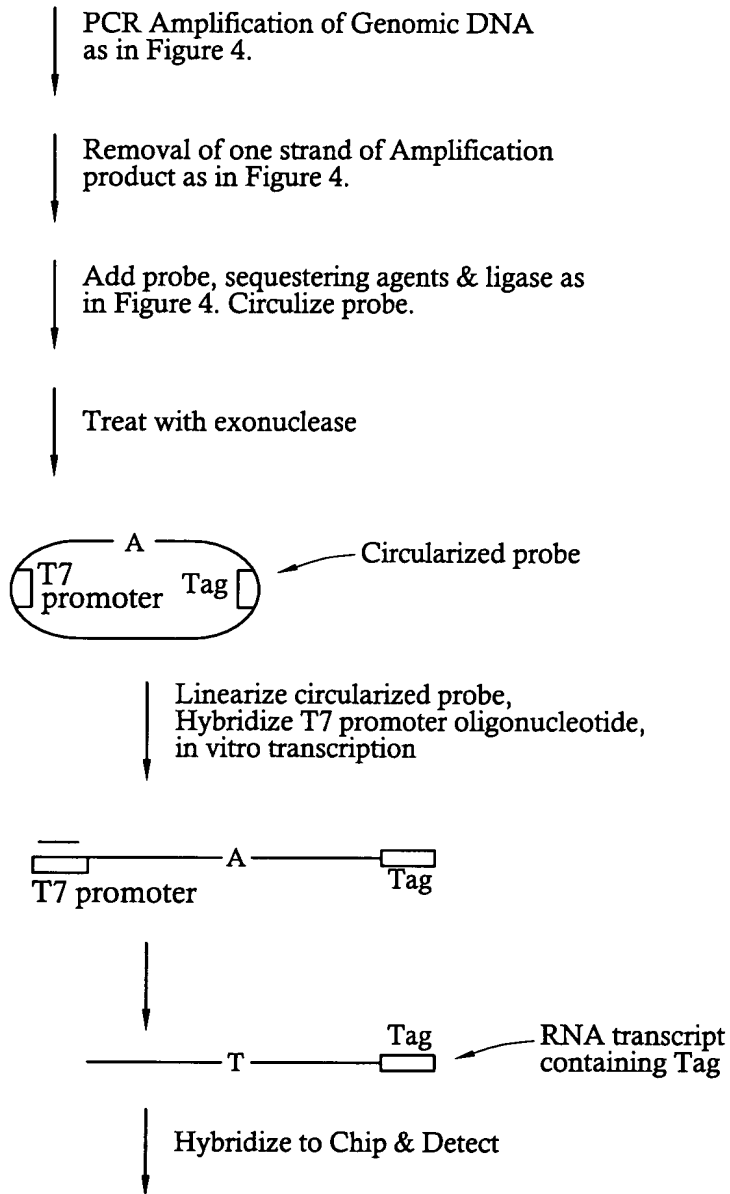 PCR Amplification of Genomic DNA
as in Figure 4.
Removal of one strand of Amplification
product as in Figure 4.
Add probe, sequestering agents & ligase as
in Figure 4. Circulize probe.
Treat with exonuclease
A
T7
promoter
Tag
Circularized probe
Linearize circularized probe,
Hybridize T7 promoter oligonucleotide,
in vitro transcription
A
T7 promoter
Tag
T
Tag
RNA transcript
containing Tag
Hybridize to Chip & Detect